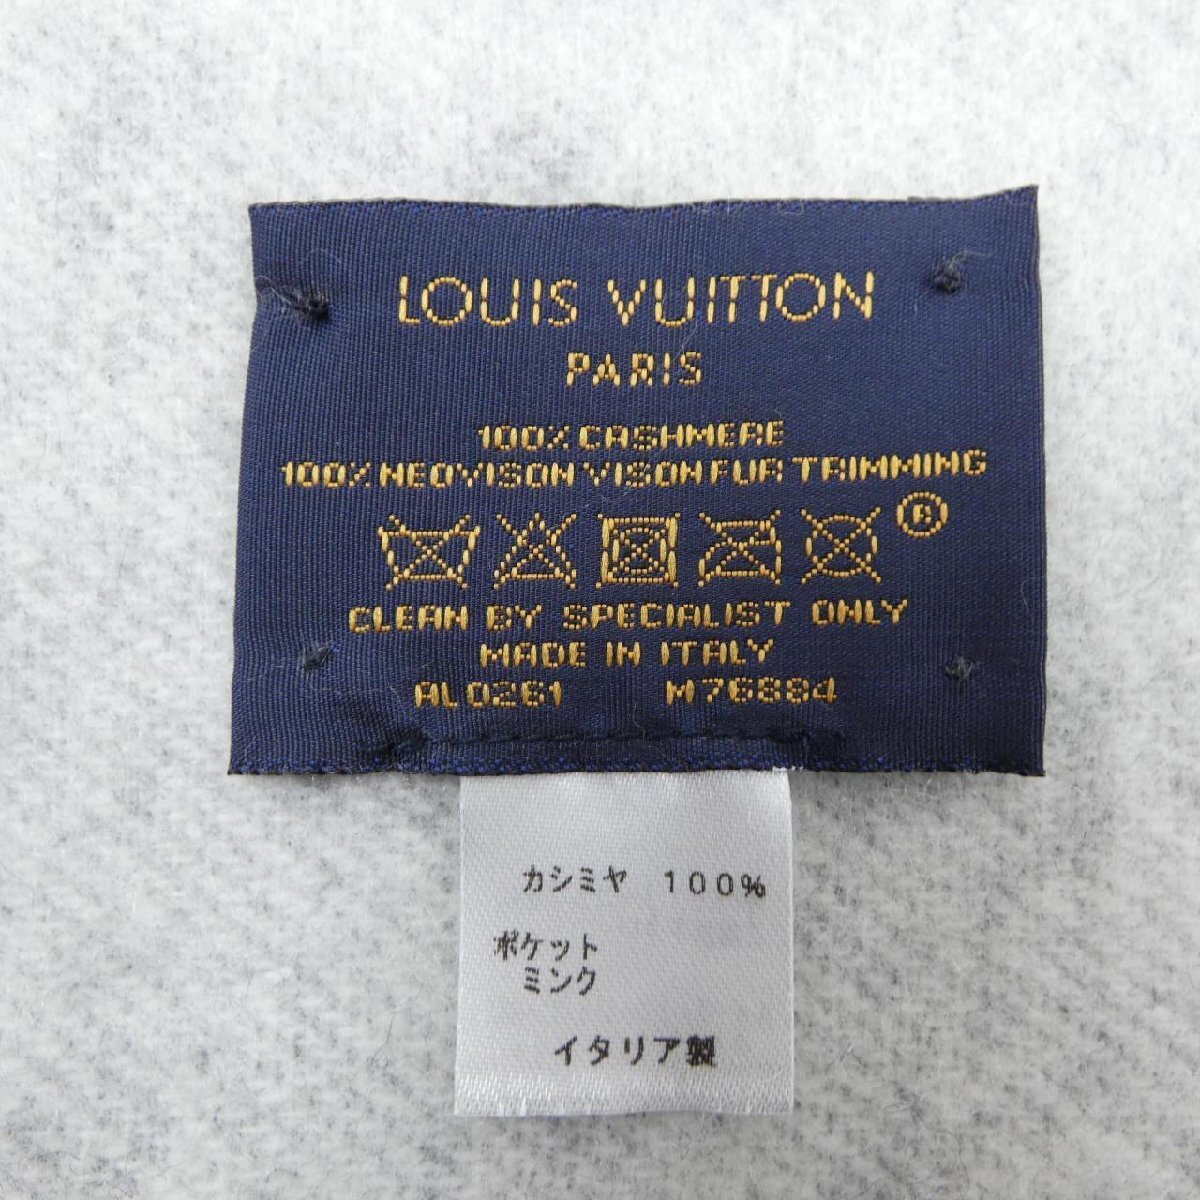 LOUIS VUITTON
PARIS
100% CASHMERE
100% NEOVISON VISON FUR TRIMMING
®
CLEAN BY SPECIALIST ONLY
MADE IN ITALY
AL0261 M76884
カシミヤ 100%
ポケット
ミンク
イタリア製